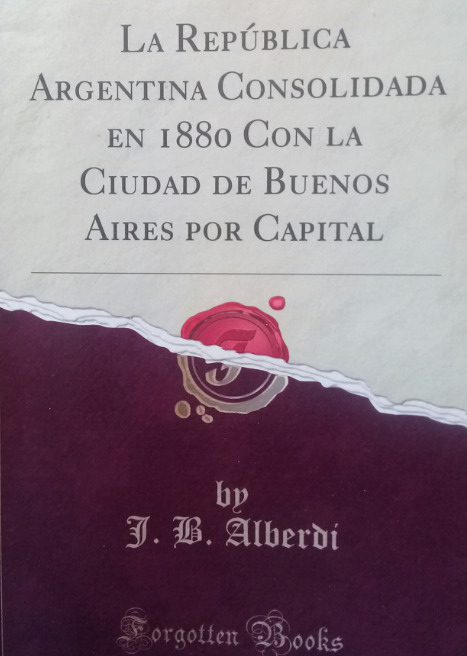 La República
Argentina Consolidada
en 1880 Con la
Ciudad de Buenos
Aires por Capital
F
by
J. B. Alberdi
Forgotten Books